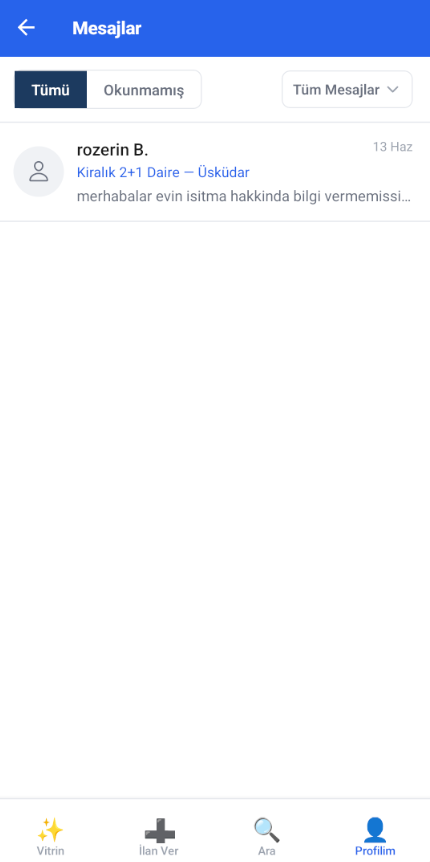 Mesajlar
Tümü
Okunmamış
Tüm Mesajlar
rozerin B.
13 Haz
Kiralık 2+1 Daire — Üsküdar
merhabalar evin isitma hakkinda bilgi vermemissi...
Vitrin
İlan Ver
Ara
Profilim